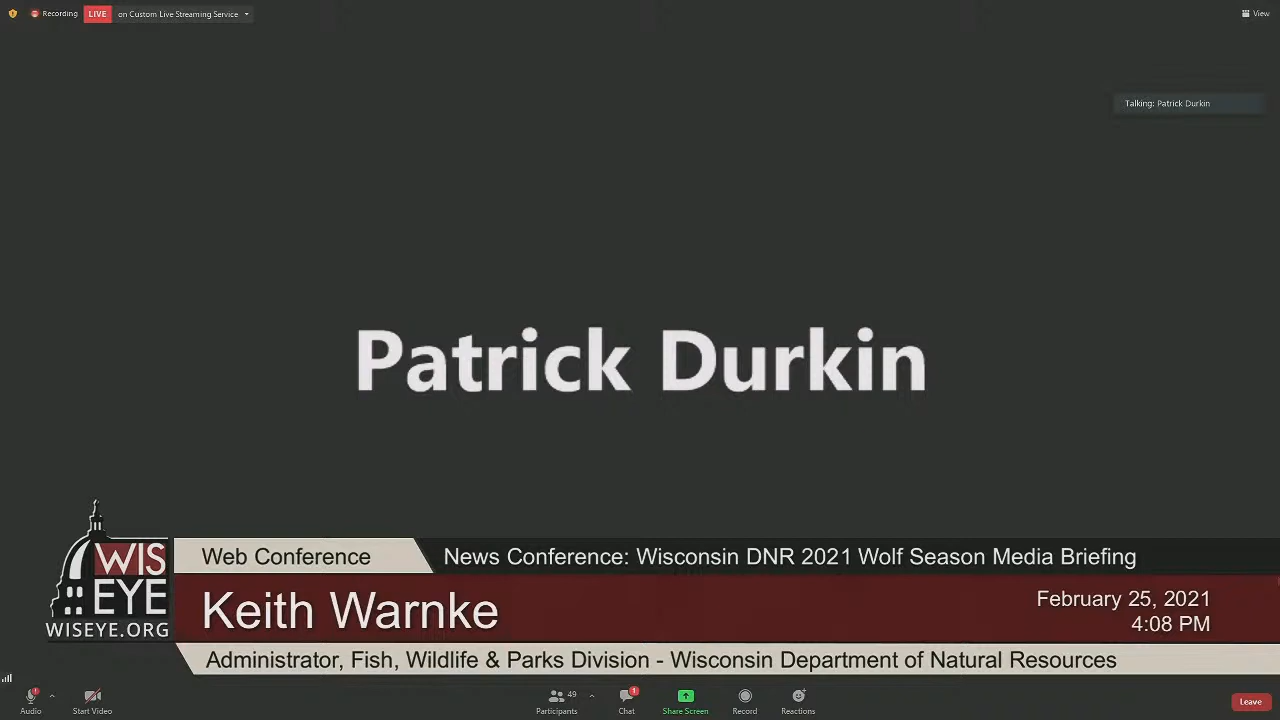 Recording
LIVE
on Custom Live Streaming Service
View
Talking: Patrick Durkin
Patrick Durkin
WIS
EYE
WISEYE.ORG
Web Conference
News Conference: Wisconsin DNR 2021 Wolf Season Media Briefing
Keith Warnke
February 25, 2021
4:08 PM
Administrator, Fish, Wildlife & Parks Division - Wisconsin Department of Natural Resources
Audio
Start Video
49
Participants
1
Chat
Share Screen
Record
Reactions
Leave